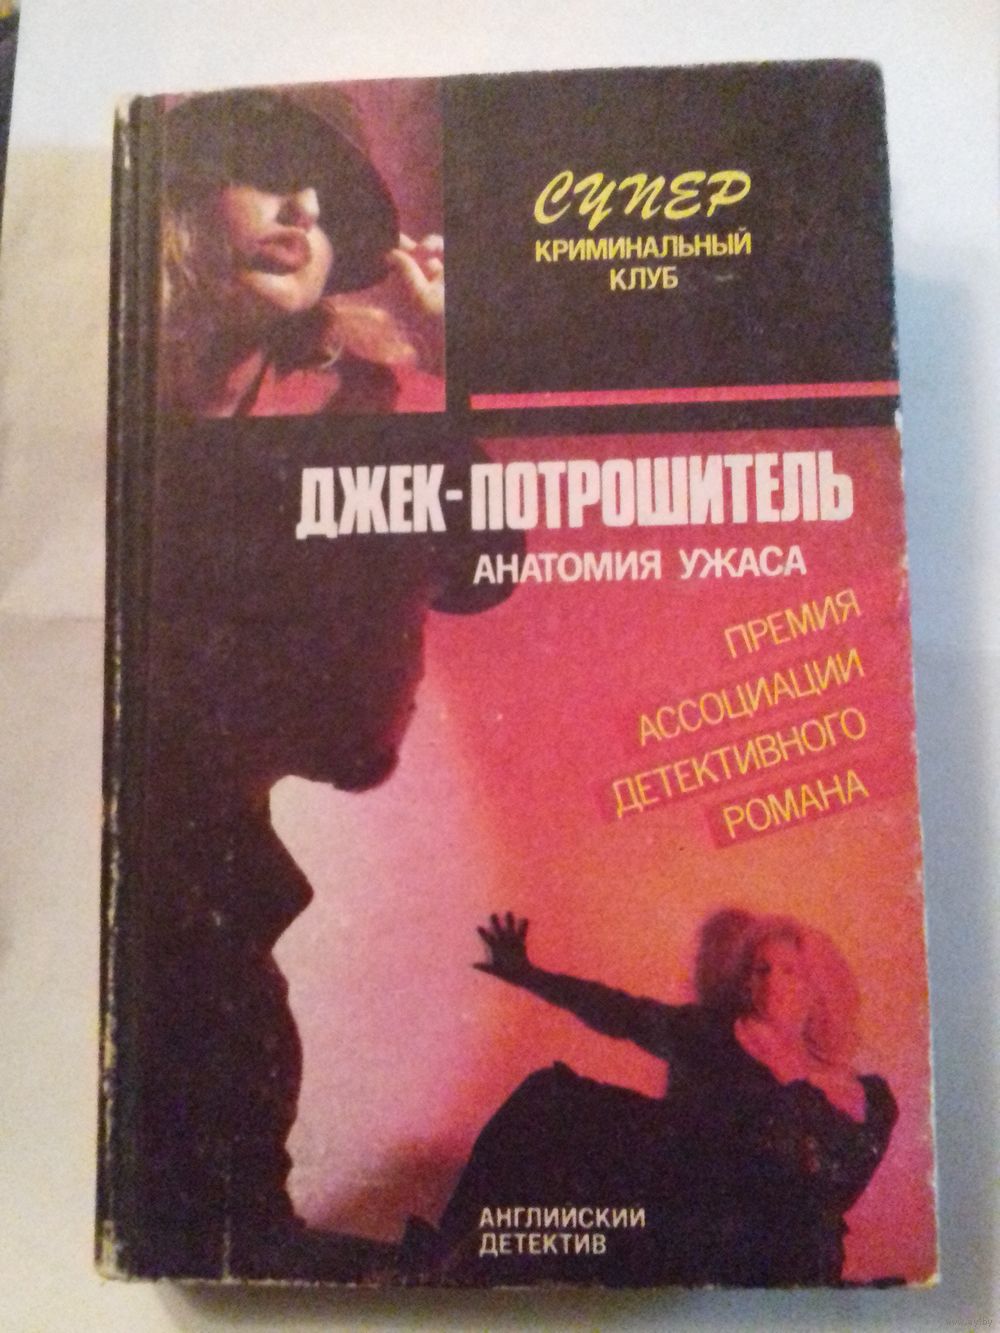 СУПЕР
КРИМИНАЛЬНЫЙ
КЛУБ
ДЖЕК-ПОТРОШИТЕЛЬ
АНАТОМИЯ УЖАСА
ПРЕМИЯ
АССОЦИАЦИИ
ДЕТЕКТИВНОГО
РОМАНА
АНГЛИЙСКИЙ
ДЕТЕКТИВ